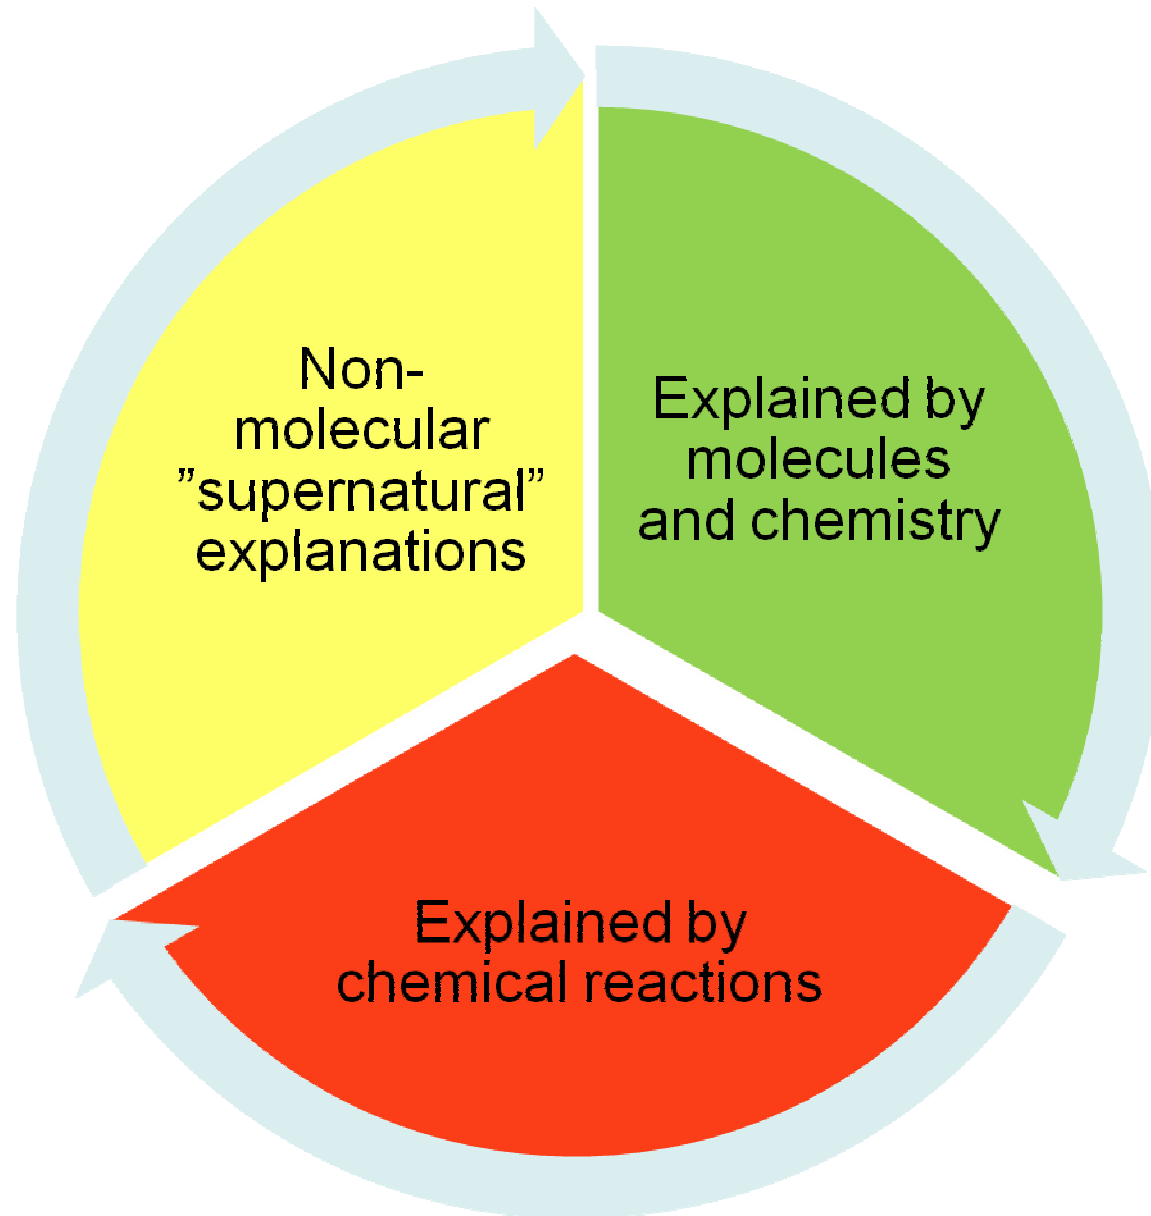 Non-
molecular
”supernatural”
explanations
Explained by
molecules
and chemistry
Explained by
chemical reactions